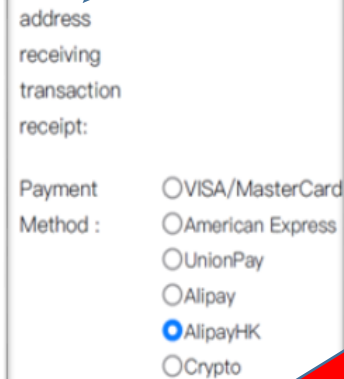 address
receiving
transaction
receipt:
Payment VISA/MasterCard
Method : American Express
UnionPay
Alipay
AlipayHK
Crypto